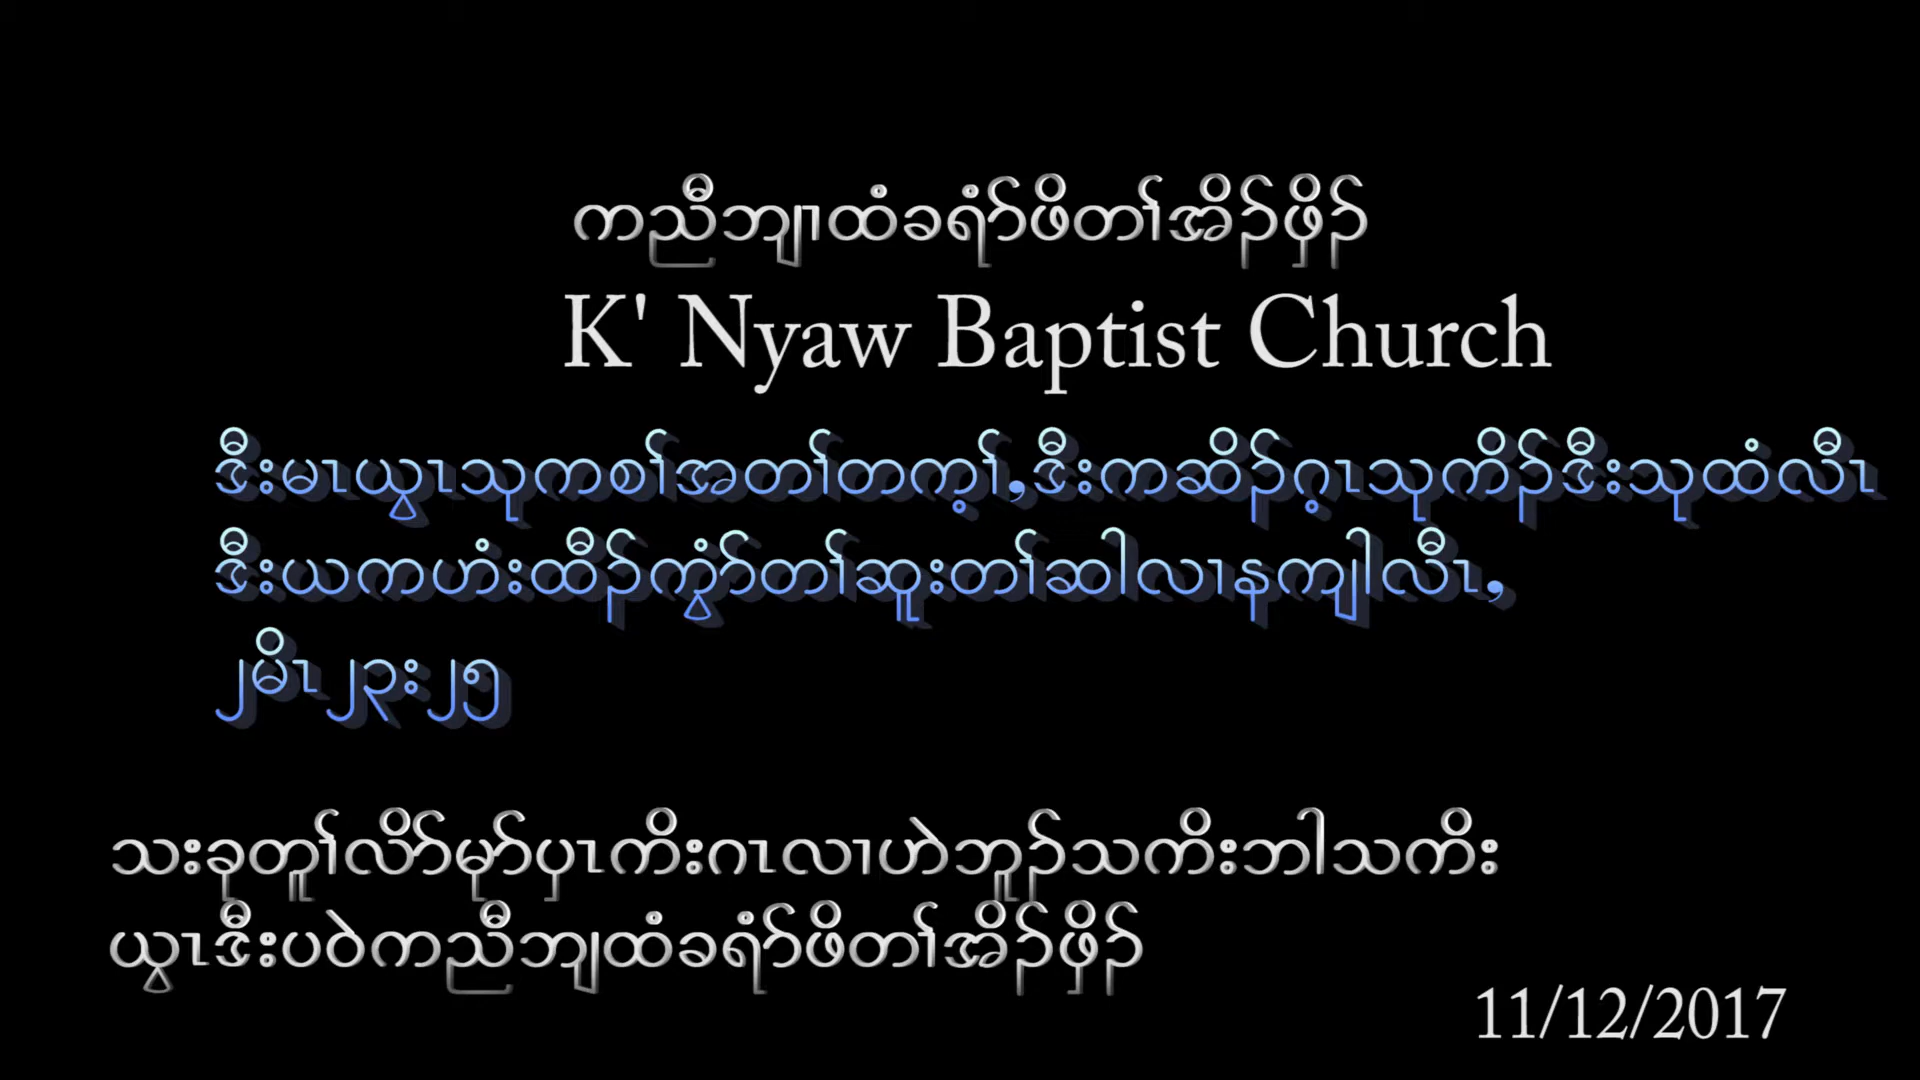 ကညီဘျၢထံခရံာ်ဖိတၢ်အိၣ်ဖှိၣ်
K' Nyaw Baptist Church
ဒီးမၤယွၤသုကစၢ်အတၢ်တက့ၢ်,ဒီးကဆိၣ်ဂ့ၤသုကိၣ်ဒီးသုထံလီၤ
ဒီးယကဟံးထီၣ်ကွံာ်တၢ်ဆူးတၢ်ဆါလၢနကျါလီၤ,
၂မိၤ၂၃း၂၅
သးခုတူၢ်လိာ်မုာ်ပှၤကိးဂၤလၢဟဲဘူၣ်သကိးဘါသကိး
ယွၤဒီးပဝဲကညီဘျထံခရံာ်ဖိတၢ်အိၣ်ဖှိၣ်
11/12/2017